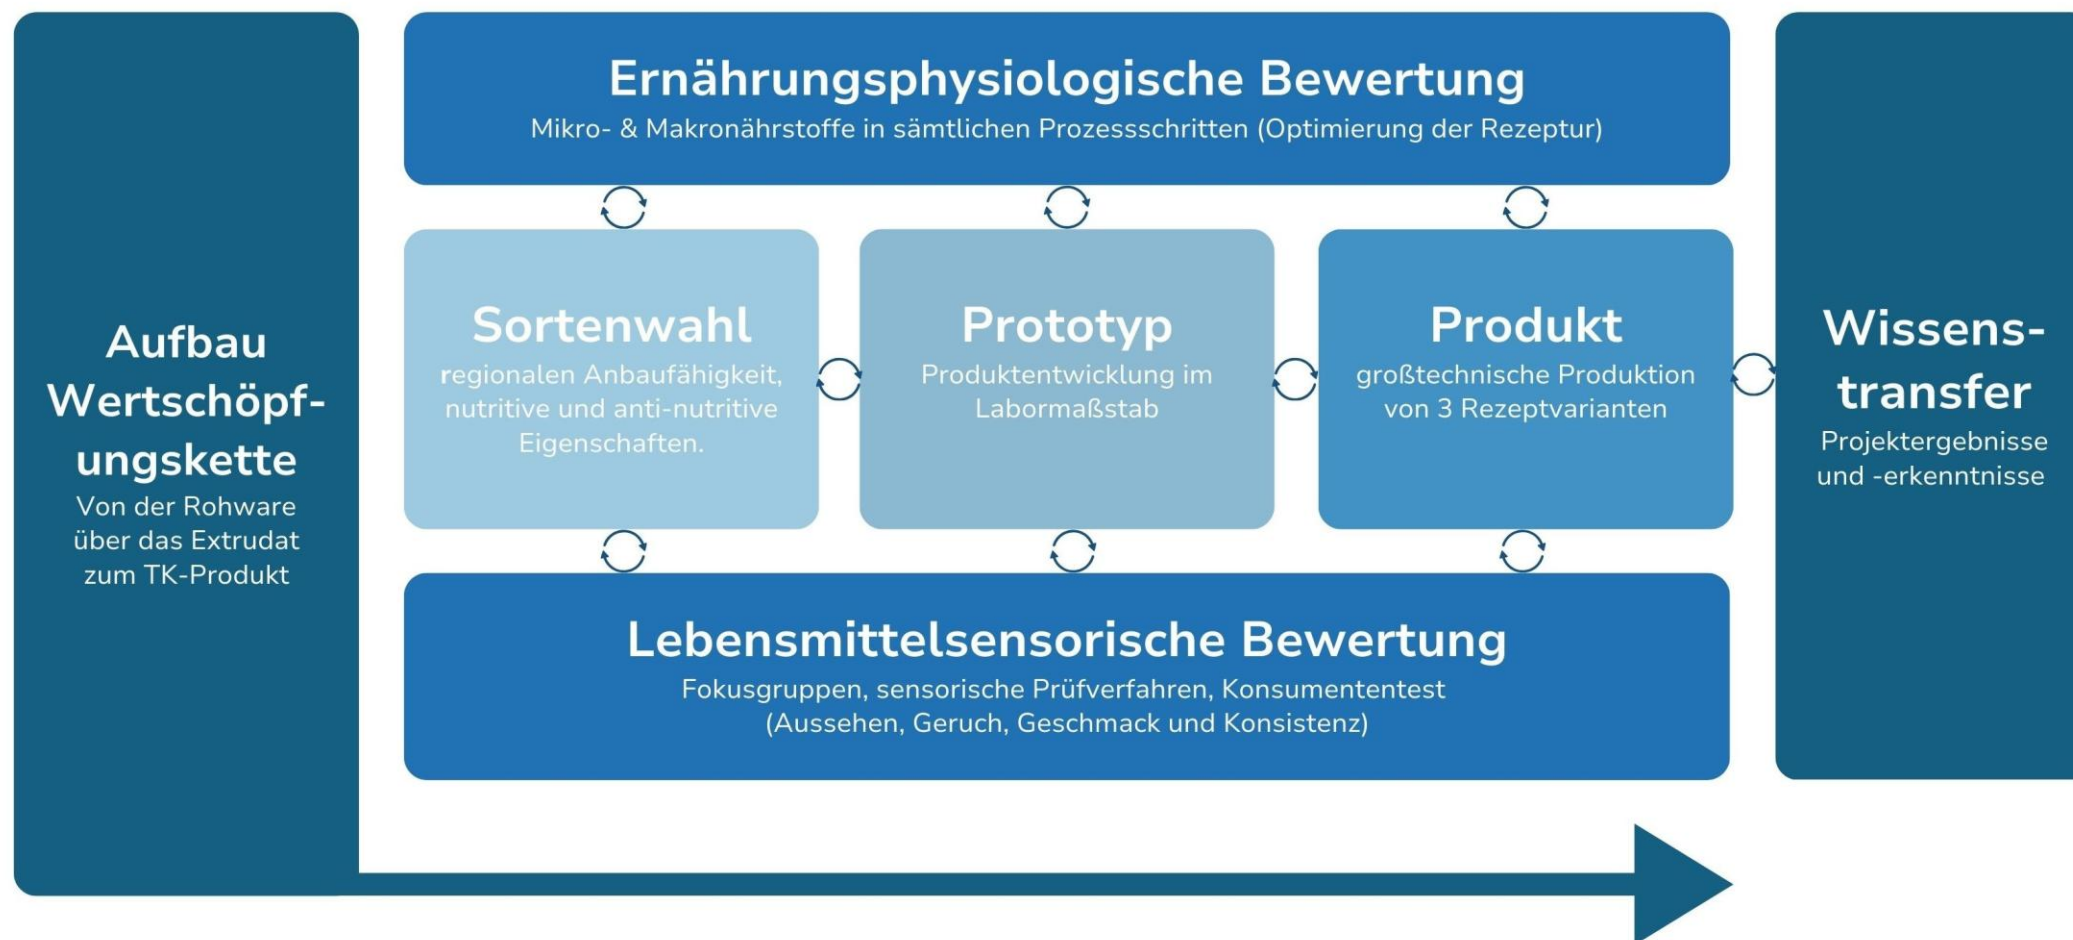 Aufbau
Wertschöpf-
ungskette
Von der Rohware
über das Extrudat
zum TK-Produkt
Ernährungsphysiologische Bewertung
Mikro- & Makronährstoffe in sämtlichen Prozessschritten (Optimierung der Rezeptur)
Sortenwahl
regionalen Anbaufähigkeit,
nutritive und anti-nutritive
Eigenschaften.
Prototyp
Produktentwicklung im
Labormaßstab
Produkt
großtechnische Produktion
von 3 Rezeptvarianten
Lebensmittelsensorische Bewertung
Fokusgruppen, sensorische Prüfverfahren, Konsumententest
(Aussehen, Geruch, Geschmack und Konsistenz)
Wissens-
transfer
Projektergebnisse
und -erkenntnisse